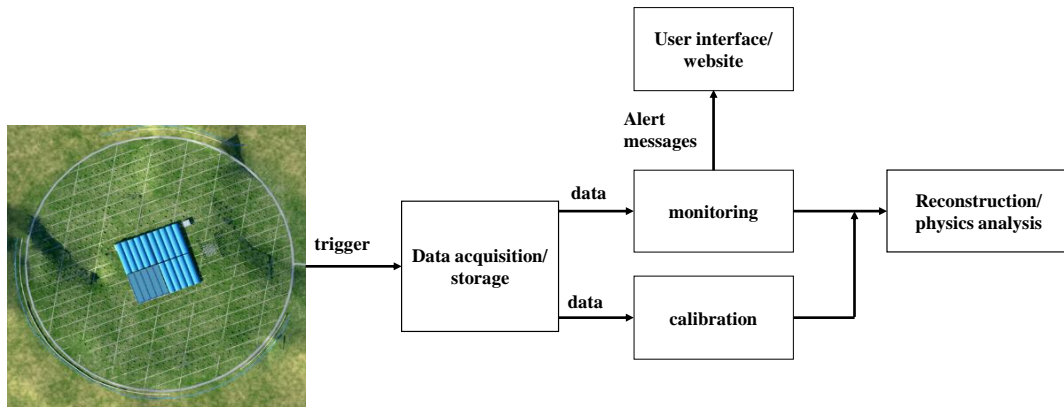 User interface/
website
Alert
messages
data
monitoring
Reconstruction/
physics analysis
trigger
Data acquisition/
storage
data
calibration